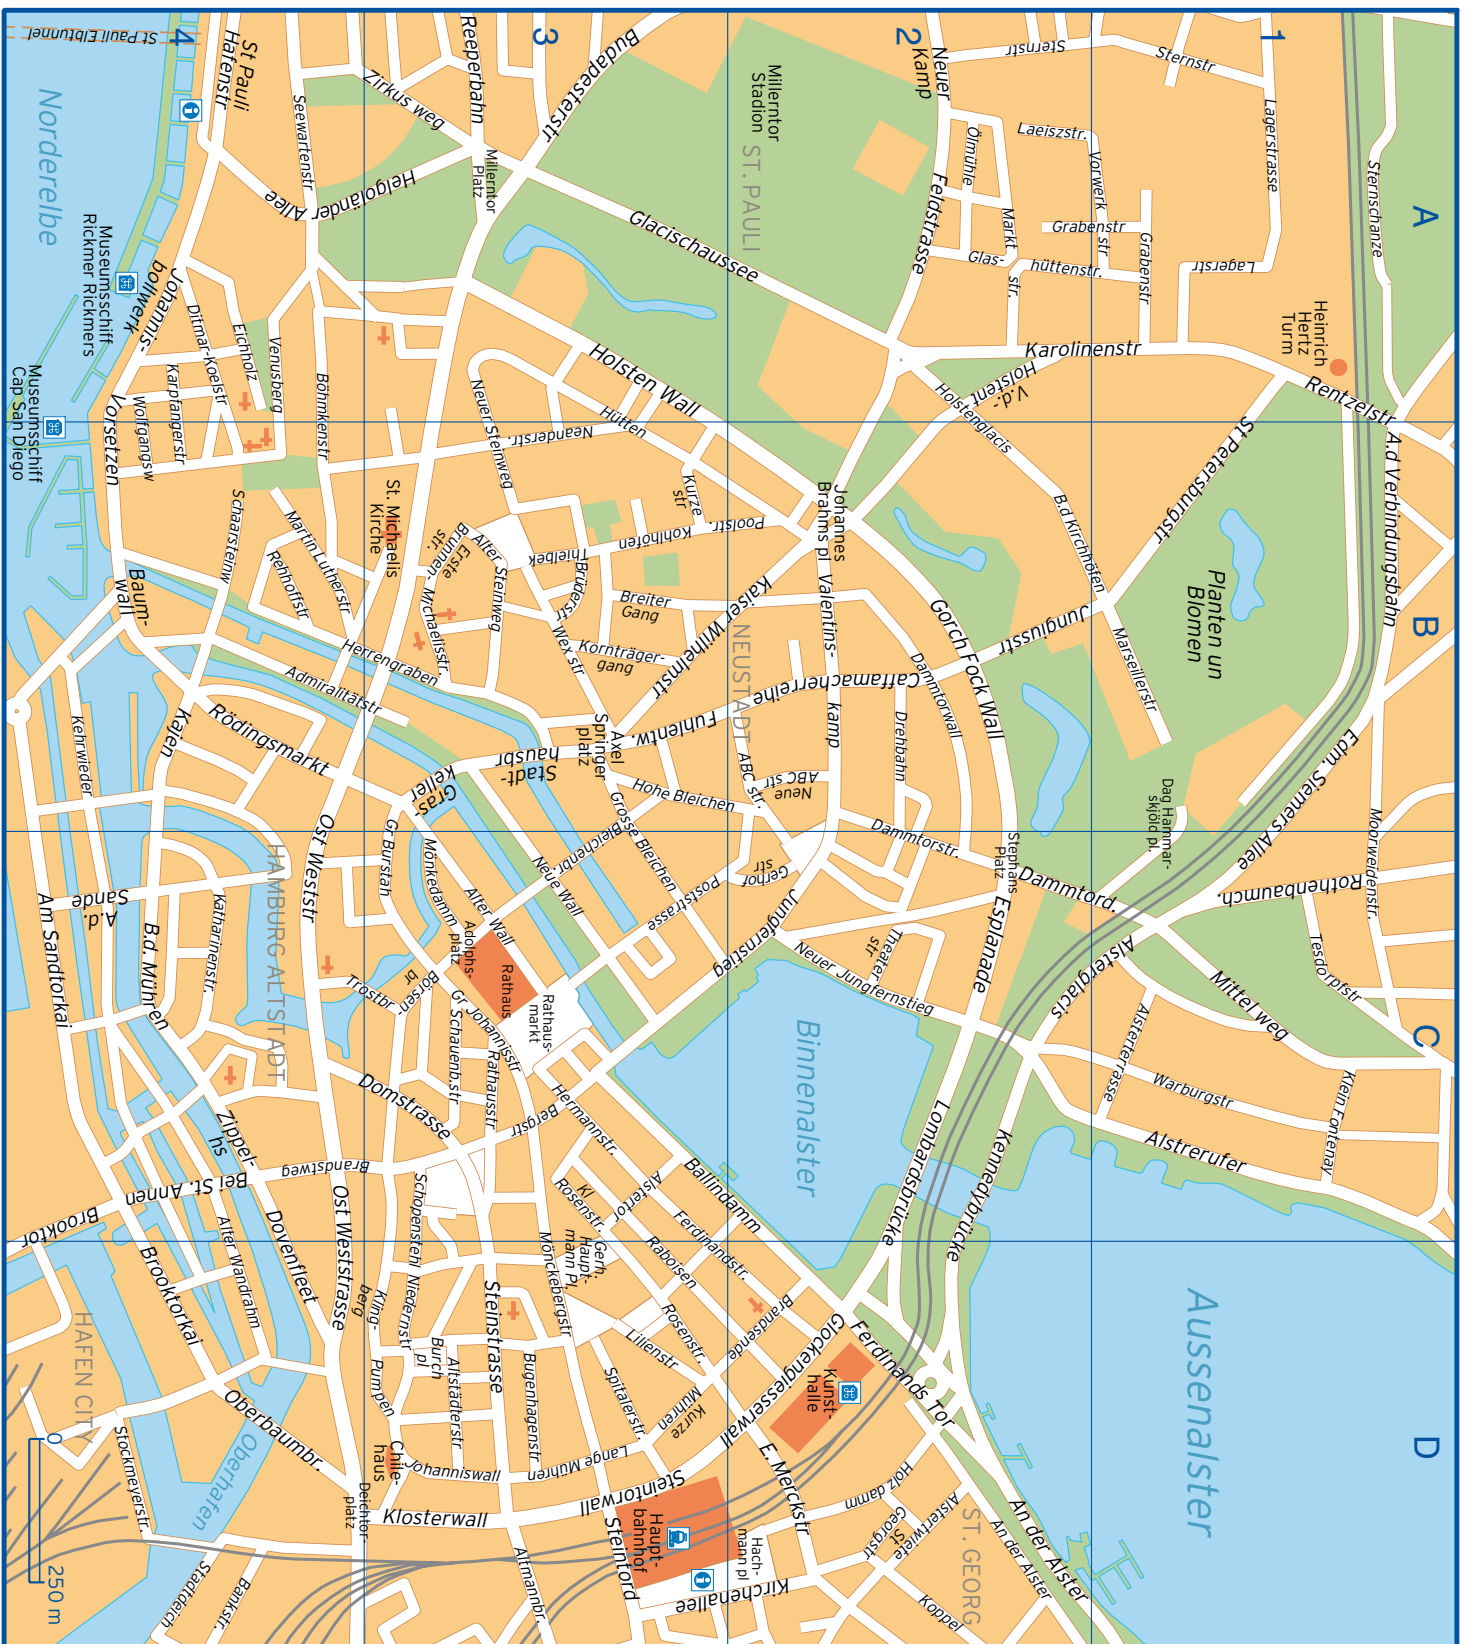 A
B
C
D
1
2
3
4
St Pauli Elbtunnel
St Pauli
Hafenstr
Norderelbe
Museumsschiff
Rickmer Rickmers
Museumsschiff
Cap San Diego
Reeperbahn
Zirkus weg
Seewartenstr
Helgoländer Allee
Millerntor
Platz
Budapesterstr
Millerntor
Stadion
ST. PAULI
Glacischaussee
Neuer
Kamp
Feldstrasse
Sternstr
Sternstr
Laeiszstr.
Ölmühle
Vorwerk
str
Markt
str.
Glas-
hüttenstr.
Grabenstr
Grabenstr
Lagerstrasse
Lagerstr
Sternschanze
Heinrich
Hertz
Turm
Karolinenstr
Rentzelstr
V.d.-
Holstent
Holstenglacis
Holsten Wall
Hütten
Johannis-
bollwerk
Ditmar-Koelstr
Eichholz
Venusberg
Karpfangerstr
Wolfgangsw
Böhmkenstr
Vorsetzen
Neuer Steinweg
Neanderstr.
Kurze
str
Poolstr.
Kohlhöfen
Thielbek
Brüderstr
Breiter
Gang
Kornträger-
gang
Wex str
Alter Steinweg
Erste
Brunnen-
str.
Michaelisstr.
St. Michaelis
Kirche
Martin Lutherstr
Rehhoffstr
Schaarsteinw
Baum-
wall
Herrengraben
Admiralitätstr
Rödingsmarkt
Kajen
Kehrwieder
Johannes
Brahms pl
Valentins-
kamp
Kaiser Wilhelmstr
NEUSTADT
Caffamacherreihe
Fuhlentw.
Axel
Springer
platz
Stadt-
hausbr
Gras-
keller
Gorch Fock Wall
Dammtorwall
Drehbahn
Jungiusstr
B.d Kirchhöfen
Marseillerstr
St Petersburgstr
Planten un
Blomen
A.d Verbindungsbahn
Edm. Siemers Allee
Dag Hammar-
skjöld pl.
Moorweidenstr.
Rothenbaumch.
Neue
ABC str
ABC str.
Hohe Bleichen
Grosse Bleichen
Bleichenbr
Neue Wall
Poststrasse
Gerhof
str
Jungfernstieg
Dammtorstr.
Stephans
Platz
Dammtord.
Esplanade
Theater
str
Neuer Jungfernstieg
Alsterglacis
Mittel weg
Tesdorpfstr
Alsterterrasse
Warburgstr
Klein Fontenay
Alstrerufer
Ost Weststr
Gr Burstah
Mönkedamm
Alter Wall
Adolphs-
platz
Rathaus
Rathaus-
markt
Börsen-
br
Trostbr.
HAMBURG ALTSTADT
Katharinenstr.
B.d. Mühren
A.d.
Sande
Am Sandtorkai
Gr Johannisstr
Schauenb.str
Rathausstr
Domstrasse
Bergstr
Hermannstr.
Binnenalster
Lombardsbrücke
Kennedybrücke
Aussenalster
Zippel-
hs
Brandstweg
Bei St. Annen
Brooktor
Brooktorkai
Alter Wandrahm
Dovenfleet
Ost Weststrasse
Schopenstehl
Niedernstr
Kling-
berg
Kl
Rosenstr.
Alstertor
Ballindamm
Ferdinandstr.
Raboisen
Rosenstr.
Gerh.
Haupt-
mann Pl.
Mönckebergstr
Lilienstr
Brandsende
Glockengiesserwall
Ferdinands Tor
Kunst-
halle
Steinstrasse
Burch
pl
Altstädterstr
Bugenhagenstr
Spitalerstr.
Kurze
Mühren
Lange Mühren
Pumpen
Chile-
haus
Johanniswall
Klosterwall
Deichtor-
platz
Oberbaumbr.
Oberhafen
HAFEN CITY
Stockmeyerstr.
Stadtdeich
Bankstr.
Altmannbr.
Steintorwall
Steintord
Haupt-
bahnhof
Hach-
mann pl
Kirchenallee
E. Merckstr
Holz damm
St
Georgstr
Alstertwiete
An der Alster
An der Alster
ST. GEORG
Koppel
0
250 m